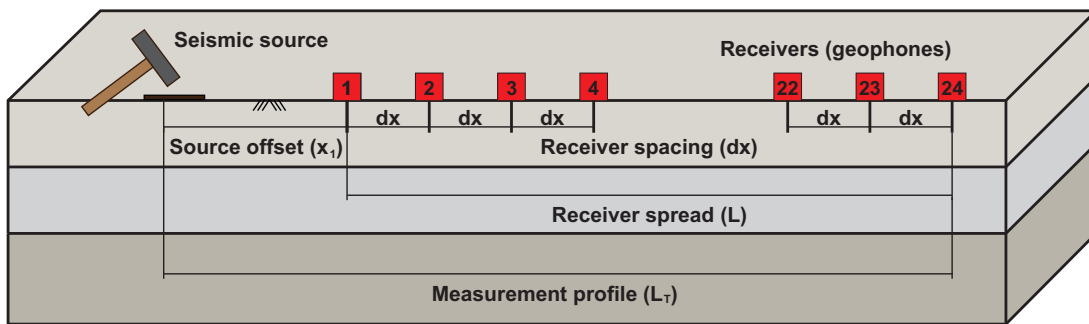 Seismic source
Receivers (geophones)
1 2 3 4 22 23 24
dx dx dx dx dx
Source offset (x₁) Receiver spacing (dx)
Receiver spread (L)
Measurement profile (L_T)